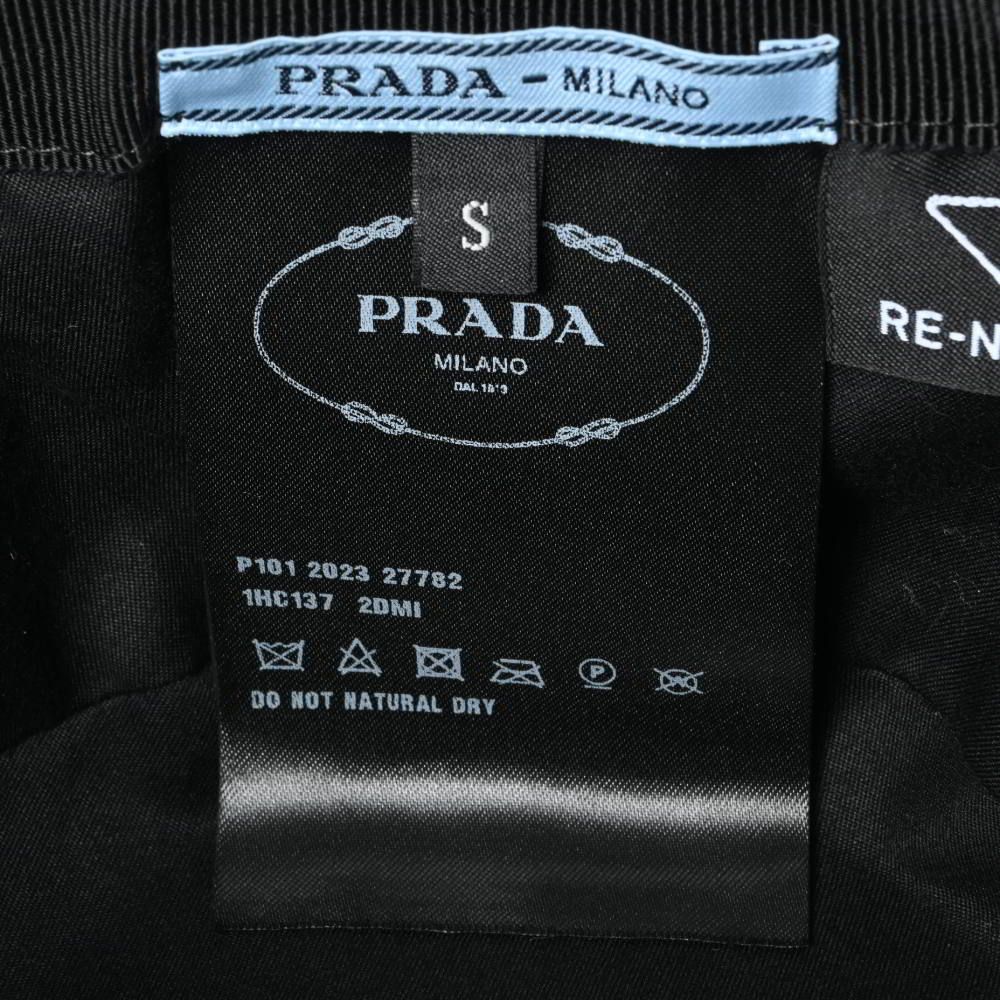 PRADA - MILANO
S
PRADA
MILANO
DAL 1913
RE-N
P101 2023 27782
1HC137 2DMI
P
W
DO NOT NATURAL DRY